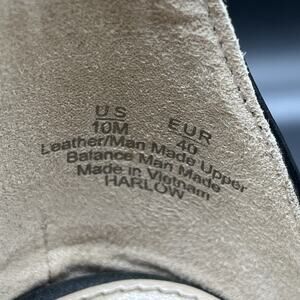 US EUR
10M 40
Leather/Man Made Upper
Balance Man Made
Made in Vietnam
HARLOW